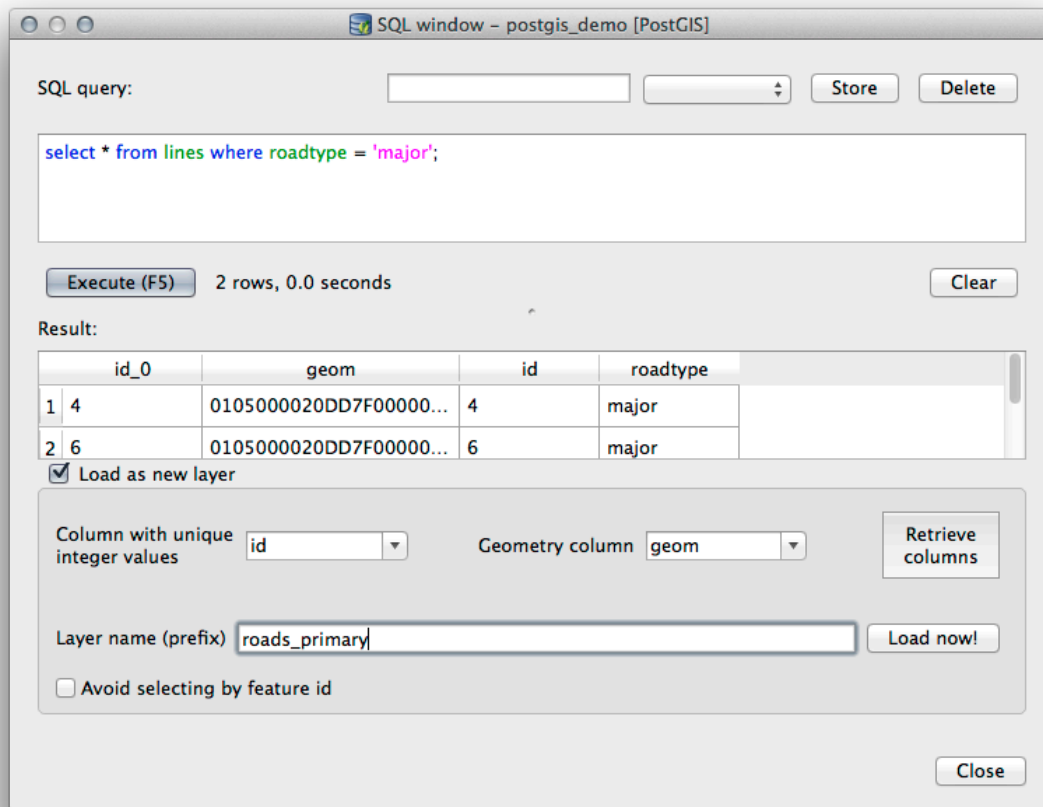 SQL window – postgis_demo [PostGIS]
SQL query:
Store
Delete
select * from lines where roadtype = 'major';
Execute (F5)
2 rows, 0.0 seconds
Clear
Result:
id_0 geom id roadtype
1 4 0105000020DD7F00000... 4 major
2 6 0105000020DD7F00000... 6 major
Load as new layer
Column with unique
integer values
id
Geometry column
geom
Retrieve
columns
Layer name (prefix)
roads_primary
Load now!
Avoid selecting by feature id
Close